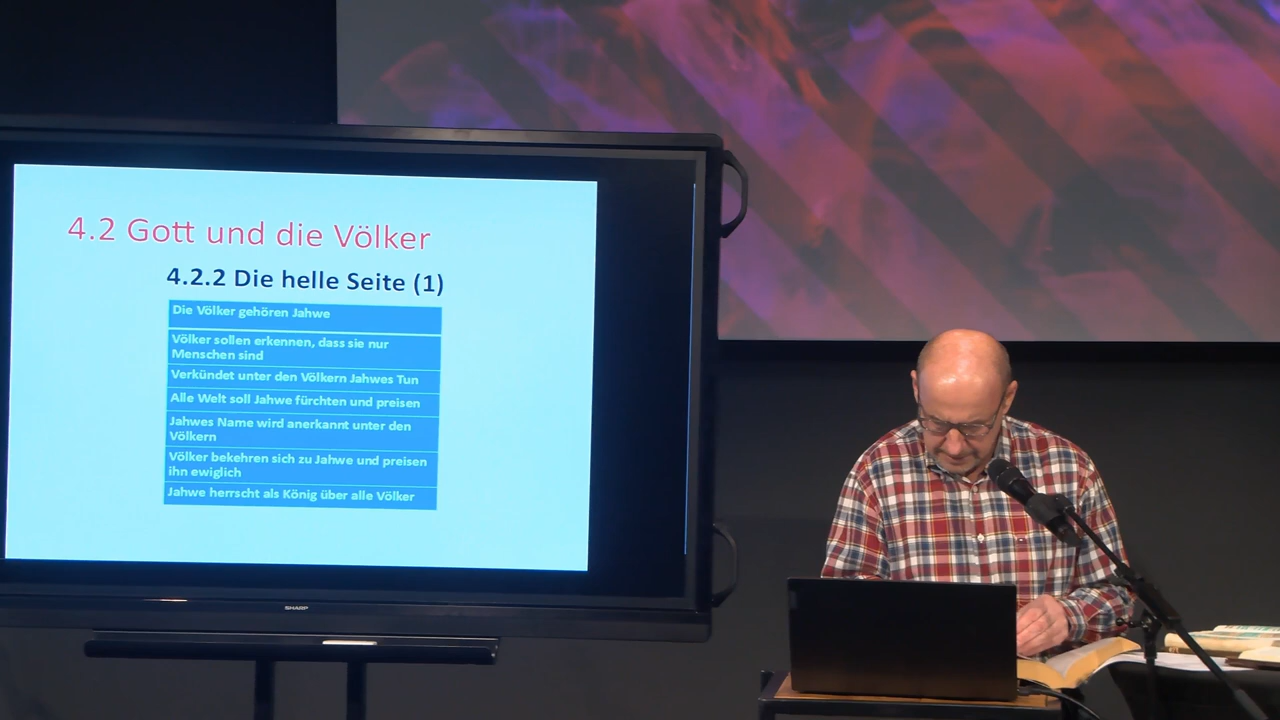 4.2 Gott und die Völker
4.2.2 Die helle Seite (1)
Die Völker gehören Jahwe
Völker sollen erkennen, dass sie nur
Menschen sind
Verkündet unter den Völkern Jahwes Tun
Alle Welt soll Jahwe fürchten und preisen
Jahwes Name wird anerkannt unter den
Völkern
Völker bekehren sich zu Jahwe und preisen
ihn ewiglich
Jahwe herrscht als König über alle Völker
SHARP